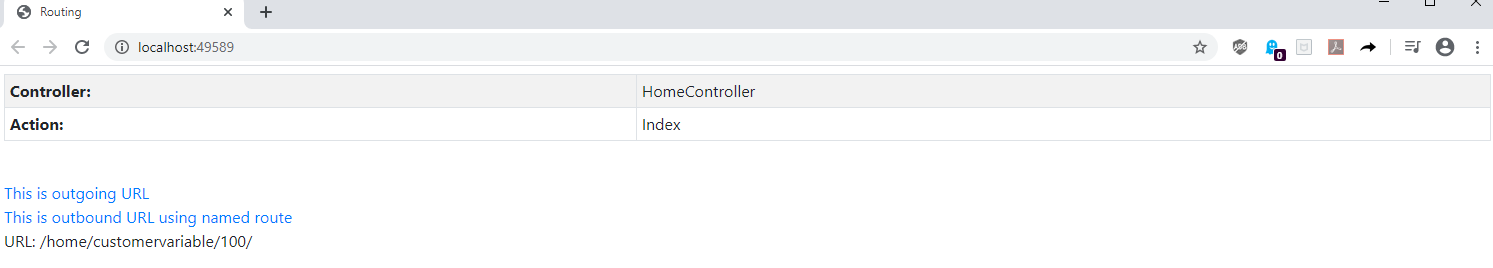 Routing
localhost:49589
ABP
0
Controller: HomeController
Action: Index
This is outgoing URL
This is outbound URL using named route
URL: /home/customervariable/100/